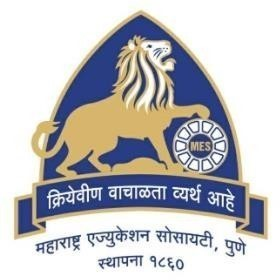 MES
क्रियेवीण वाचाळता व्यर्थ आहे
महाराष्ट्र एज्युकेशन सोसायटी, पुणे
स्थापना १८६०